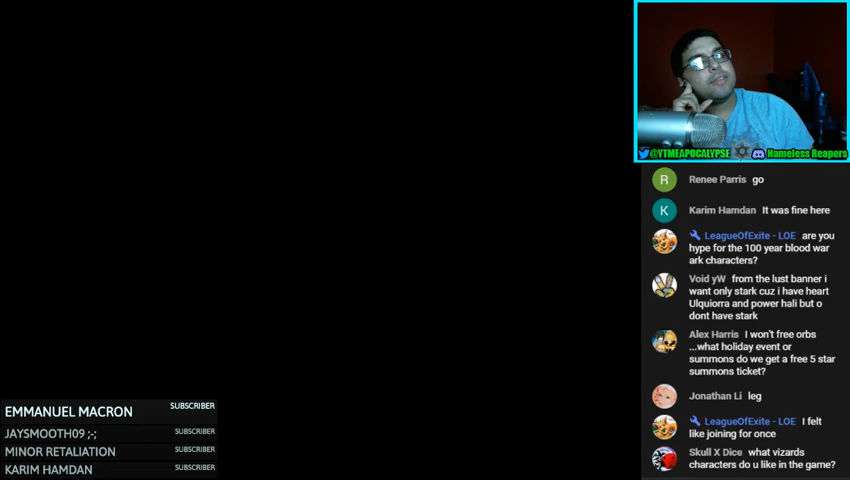 @YTMEAPOCALYPSE Nameless Reapers
R Renee Parris go
K Karim Hamdan It was fine here
LeagueOfExite - LOE are you
hype for the 100 year blood war
ark characters?
Void yW from the lust banner i
want only stark cuz i have heart
Ulquiorra and power hali but o
dont have stark
Alex Harris I won't free orbs
...what holiday event or
summons do we get a free 5 star
summons ticket?
Jonathan Li leg
LeagueOfExite - LOE I felt
like joining for once
Skull X Dice what vizards
characters do u like in the game?
EMMANUEL MACRON SUBSCRIBER
JAYSMOOTH09 ;-; SUBSCRIBER
MINOR RETALIATION SUBSCRIBER
KARIM HAMDAN SUBSCRIBER